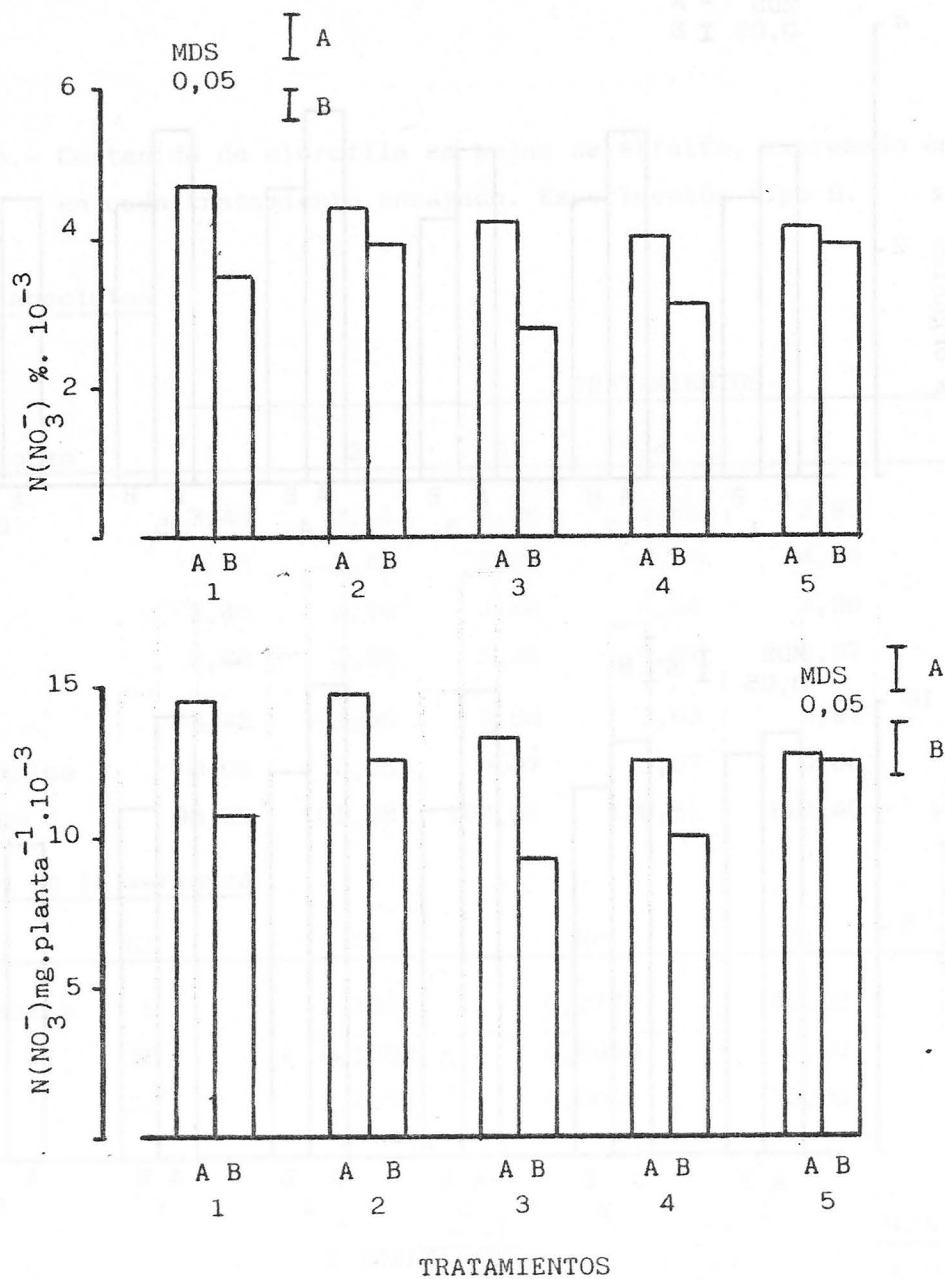 MDS
0,05
A
B
6
4
2
N(NO₃⁻) %. 10-3
A B A B A B A B A B
1 2 3 4 5
MDS
0,05
A
B
15
10
5
N(NO₃⁻)mg.planta-1.10-3
A B A B A B A B A B
1 2 3 4 5
TRATAMIENTOS